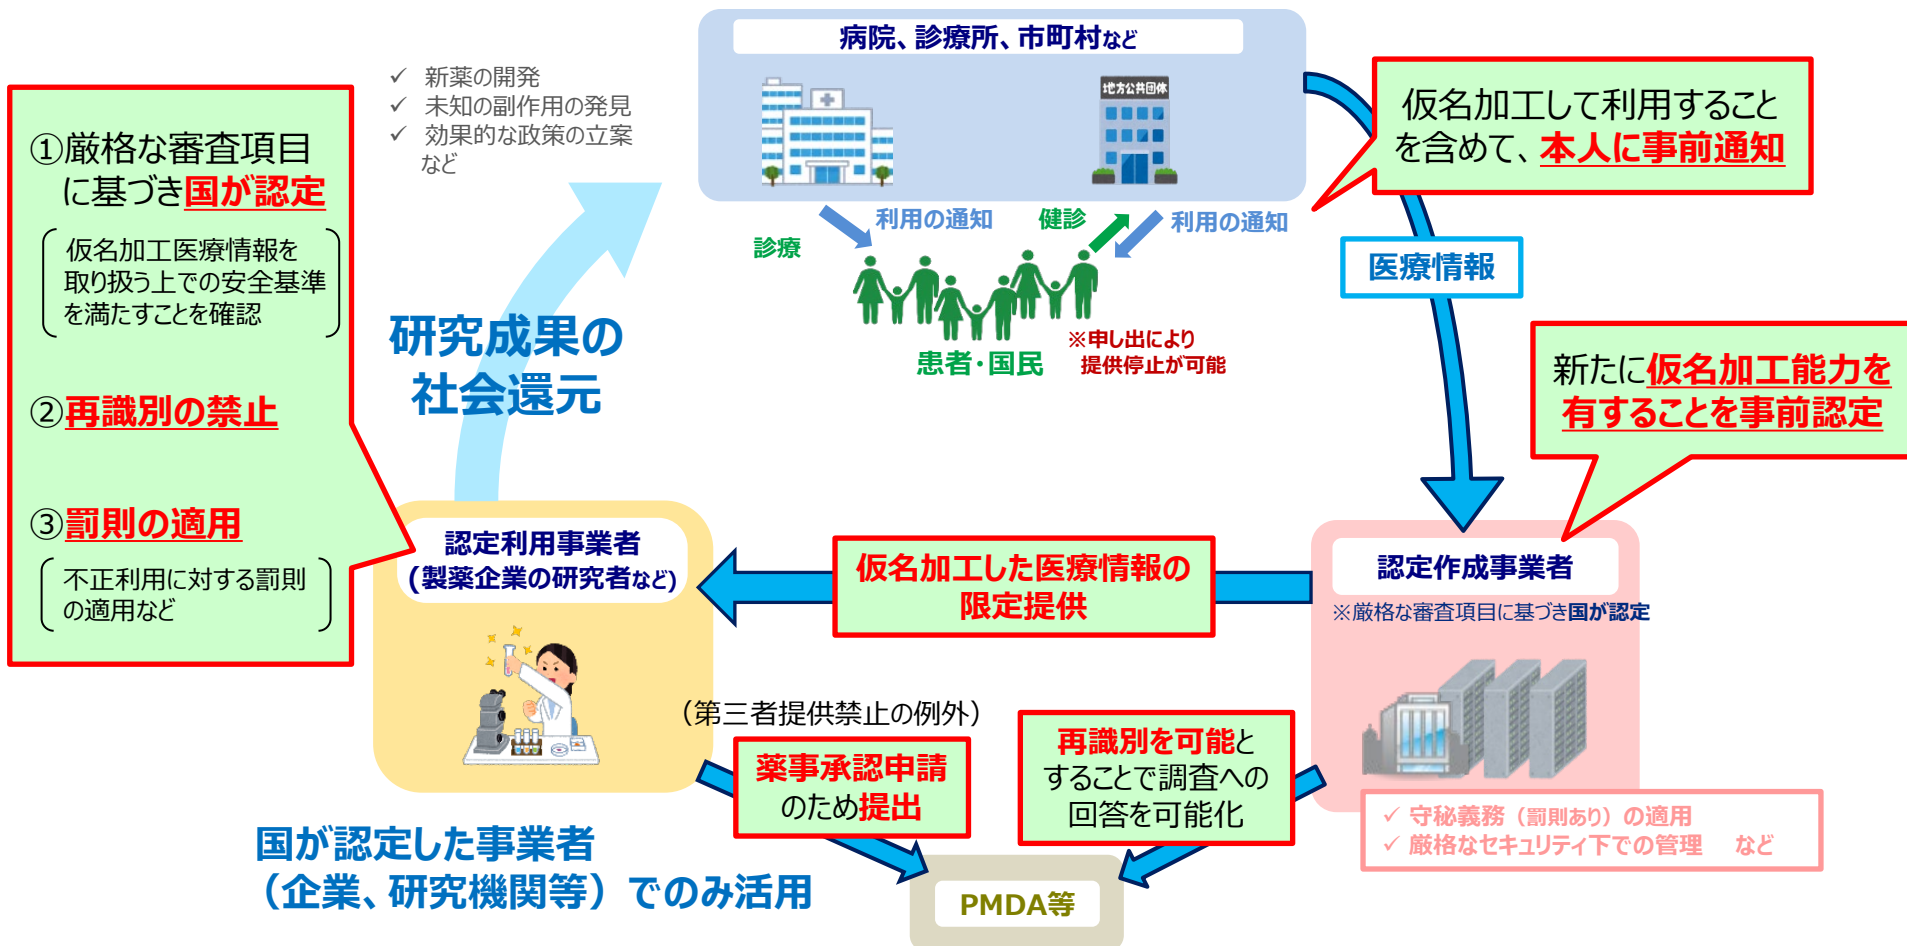 病院、診療所、市町村など
地方公共団体
✓ 新薬の開発
✓ 未知の副作用の発見
✓ 効果的な政策の立案
など
①厳格な審査項目
に基づき国が認定
仮名加工医療情報を
取り扱う上での安全基準
を満たすことを確認
②再識別の禁止
③罰則の適用
不正利用に対する罰則
の適用など
仮名加工して利用すること
を含めて、本人に事前通知
利用の通知
健診
利用の通知
診療
医療情報
患者・国民
※申し出により
提供停止が可能
研究成果の
社会還元
新たに仮名加工能力を
有することを事前認定
認定利用事業者
(製薬企業の研究者など)
仮名加工した医療情報の
限定提供
認定作成事業者
※厳格な審査項目に基づき国が認定
（第三者提供禁止の例外）
薬事承認申請
のため提出
再識別を可能と
することで調査への
回答を可能化
✓ 守秘義務（罰則あり）の適用
✓ 厳格なセキュリティ下での管理　など
国が認定した事業者
（企業、研究機関等）でのみ活用
PMDA等